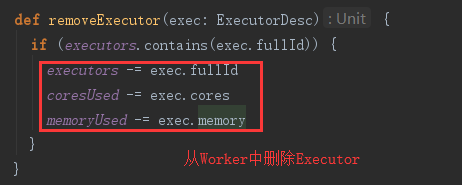 def removeExecutor(exec: ExecutorDesc) : Unit  {
if (executors.contains(exec.fullId)) {
executors -= exec.fullId
coresUsed -= exec.cores
memoryUsed -= exec.memory
}
从Worker中删除Executor
}